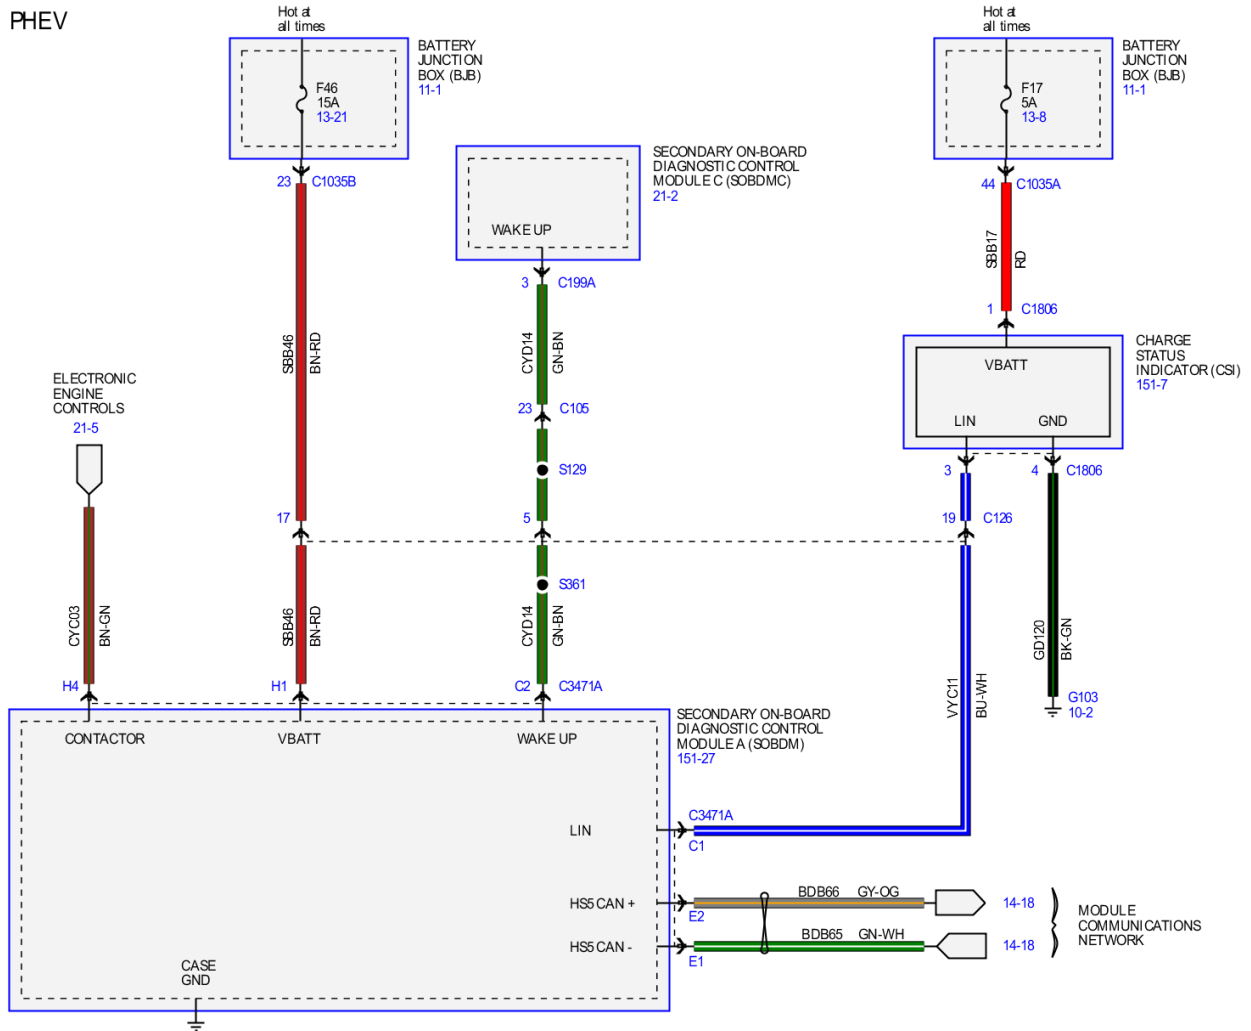 PHEV
Hot at
all times
BATTERY
JUNCTION
BOX (BJB)
11-1
F46
15A
13-21
23 C1035B
SBB46
BN-RD
17
SBB46
BN-RD
H1
SECONDARY ON-BOARD
DIAGNOSTIC CONTROL
MODULE C (SOBDMC)
21-2
WAKE UP
3 C199A
CYD14
GN-BN
23 C105
S129
5
S361
CYD14
GN-BN
C2 C3471A
Hot at
all times
BATTERY
JUNCTION
BOX (BJB)
11-1
F17
5A
13-8
44 C1035A
SBB17
RD
1 C1806
CHARGE
STATUS
INDICATOR (CSI)
151-7
VBATT
LIN GND
3 4 C1806
19 C126
VYC11
BU-WH
GD120
BK-GN
G103
10-2
ELECTRONIC
ENGINE
CONTROLS
21-5
CYC03
BN-GN
H4
CONTACTOR VBATT WAKE UP
SECONDARY ON-BOARD
DIAGNOSTIC CONTROL
MODULE A (SOBDM)
151-27
LIN
C3471A
C1
HS5 CAN +
E2
BDB66 GY-OG
14-18
HS5 CAN -
E1
BDB65 GN-WH
14-18
MODULE
COMMUNICATIONS
NETWORK
CASE
GND